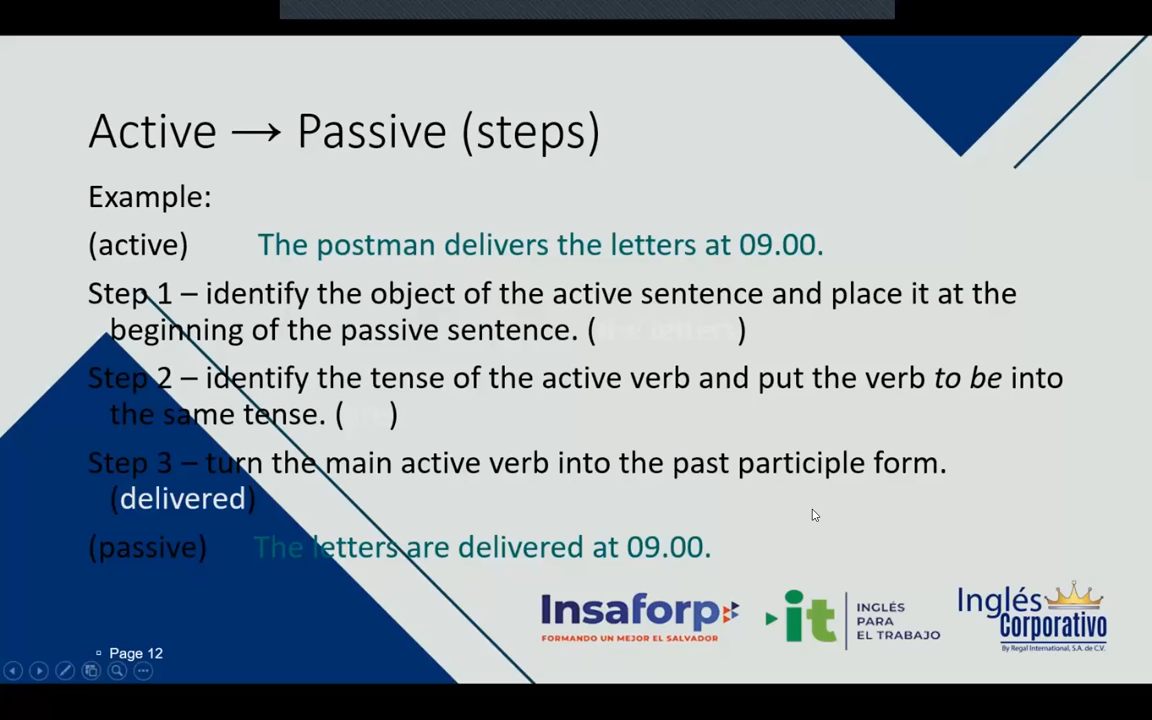 Active → Passive (steps)
Example:
(active) The postman delivers the letters at 09.00.
Step 1 – identify the object of the active sentence and place it at the
beginning of the passive sentence. (the letters)
Step 2 – identify the tense of the active verb and put the verb to be into
the same tense. ( )
Step 3 – turn the main active verb into the past participle form.
(delivered)
(passive) The letters are delivered at 09.00.
Insaforp
FORMANDO UN MEJOR EL SALVADOR
it
INGLÉS
PARA
EL TRABAJO
Inglés
Corporativo
By Regal International, S.A. de C.V.
Page 12